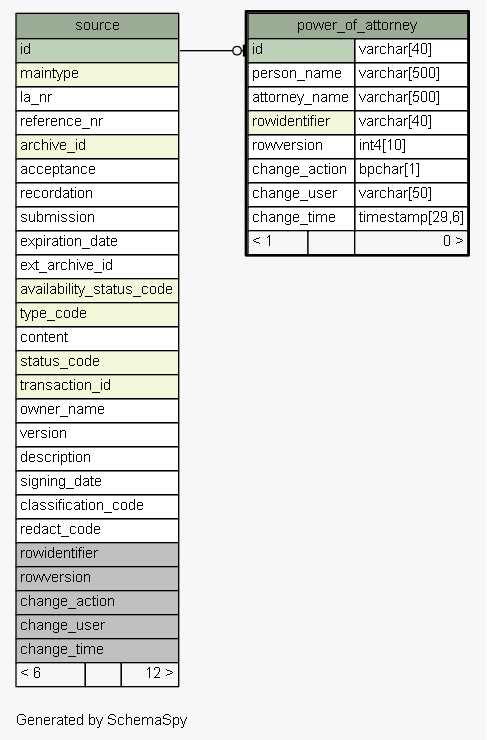 source
id
maintype
la_nr
reference_nr
archive_id
acceptance
recordation
submission
expiration_date
ext_archive_id
availability_status_code
type_code
content
status_code
transaction_id
owner_name
version
description
signing_date
classification_code
redact_code
rowidentifier
rowversion
change_action
change_user
change_time
< 6 12 >
power_of_attorney
id varchar[40]
person_name varchar[500]
attorney_name varchar[500]
rowidentifier varchar[40]
rowversion int4[10]
change_action bpchar[1]
change_user varchar[50]
change_time timestamp[29,6]
< 1 0 >
Generated by SchemaSpy